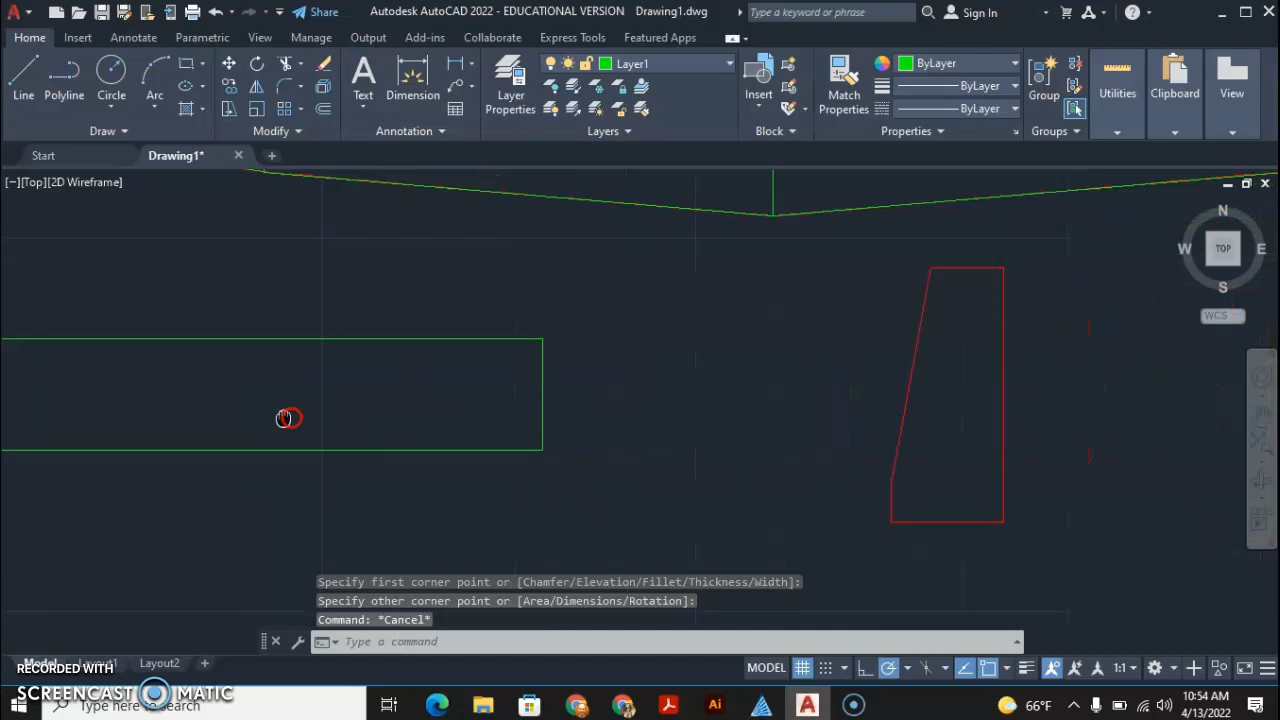 Share
Autodesk AutoCAD 2022 - EDUCATIONAL VERSION Drawing1.dwg
Type a keyword or phrase
Sign In
Home
Insert
Annotate
Parametric
View
Manage
Output
Add-ins
Collaborate
Express Tools
Featured Apps
Line
Polyline
Circle
Arc
Text
Dimension
Layer Properties
Layer1
Insert
Match Properties
ByLayer
ByLayer
ByLayer
Group
Utilities
Clipboard
View
Draw
Modify
Annotation
Layers
Block
Properties
Groups
Start
Drawing1*
[−][Top][2D Wireframe]
N
W
TOP
E
S
WCS
Specify first corner point or [Chamfer/Elevation/Fillet/Thickness/Width]:
Specify other corner point or [Area/Dimensions/Rotation]:
Command: *Cancel*
Type a command
Model
Layout1
Layout2
MODEL
1:1
RECORDED WITH
SCREENCAST MATIC
Type here to search
66°F
10:54 AM
4/13/2022